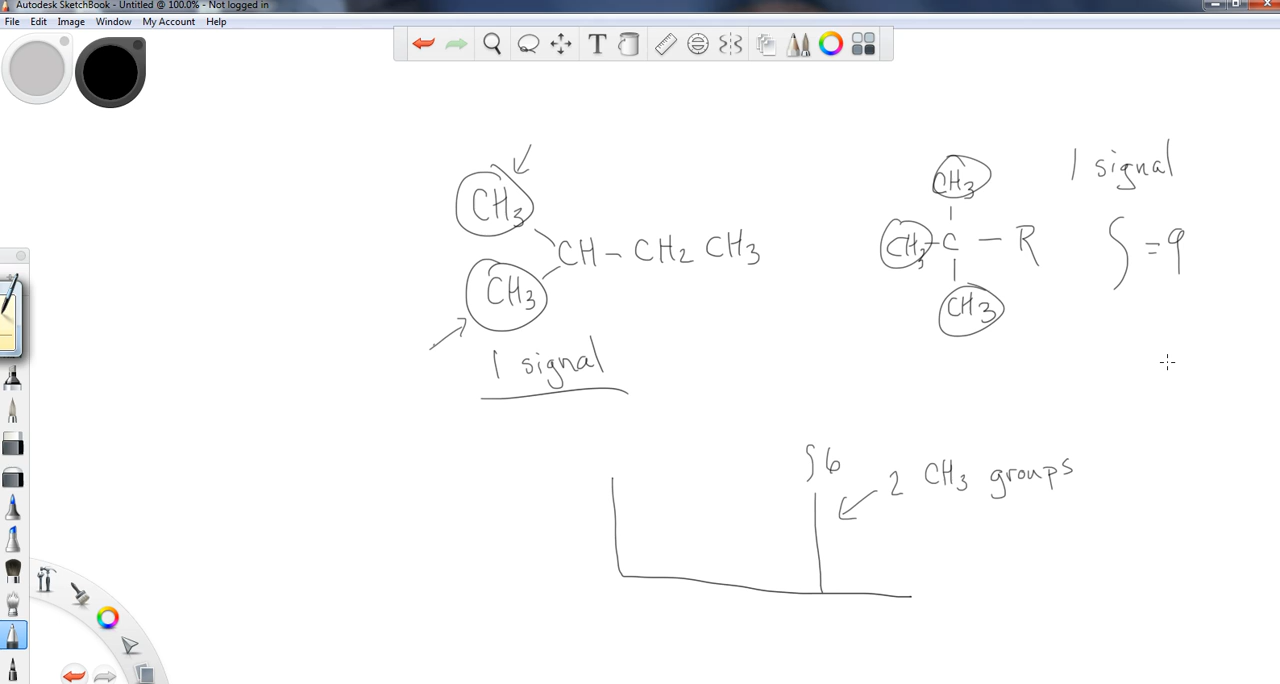 Autodesk SketchBook - Untitled @ 100.0% - Not logged in
File Edit Image Window My Account Help
T
CH3
CH3
CH - CH2 CH3
1 signal
CH3
CH3 - C - R
CH3
1 signal
∫ = 9
∫ 6
2 CH3 groups